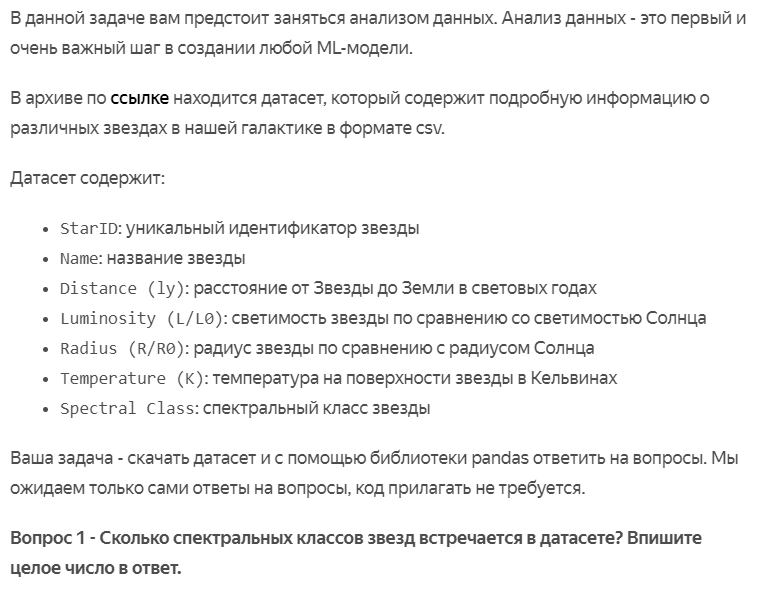 В данной задаче вам предстоит заняться анализом данных. Анализ данных - это первый и
очень важный шаг в создании любой ML-модели.
В архиве по ссылке находится датасет, который содержит подробную информацию о
различных звездах в нашей галактике в формате csv.
Датасет содержит:
• StarID: уникальный идентификатор звезды
• Name: название звезды
• Distance (ly): расстояние от Звезды до Земли в световых годах
• Luminosity (L/L0): светимость звезды по сравнению со светимостью Солнца
• Radius (R/R0): радиус звезды по сравнению с радиусом Солнца
• Temperature (K): температура на поверхности звезды в Кельвинах
• Spectral Class: спектральный класс звезды
Ваша задача - скачать датасет и с помощью библиотеки pandas ответить на вопросы. Мы
ожидаем только сами ответы на вопросы, код прилагать не требуется.
Вопрос 1 - Сколько спектральных классов звезд встречается в датасете? Впишите
целое число в ответ.